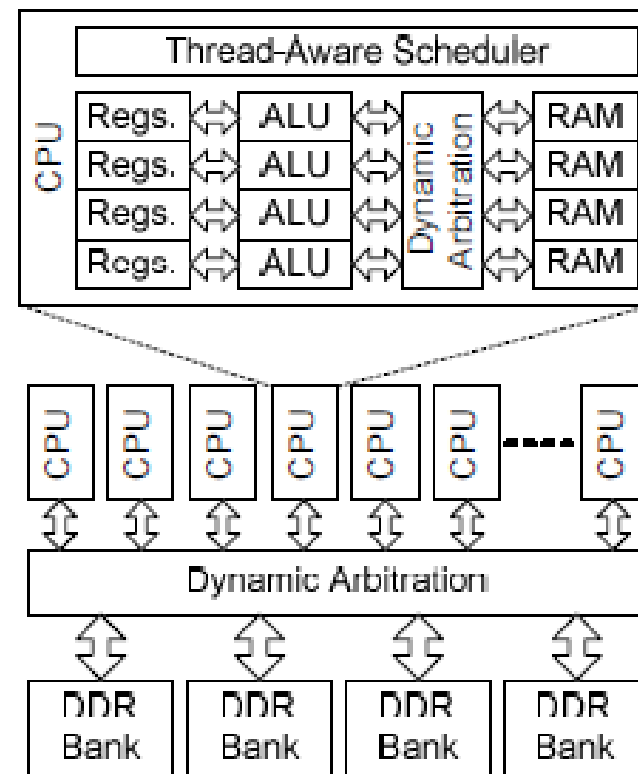 Thread-Aware Scheduler
CPU
Regs. ALU Dynamic Arbitration RAM
Regs. ALU RAM
Regs. ALU RAM
Regs. ALU RAM
CPU CPU CPU CPU CPU CPU CPU
Dynamic Arbitration
DDR DDR DDR DDR
Bank Bank Bank Bank